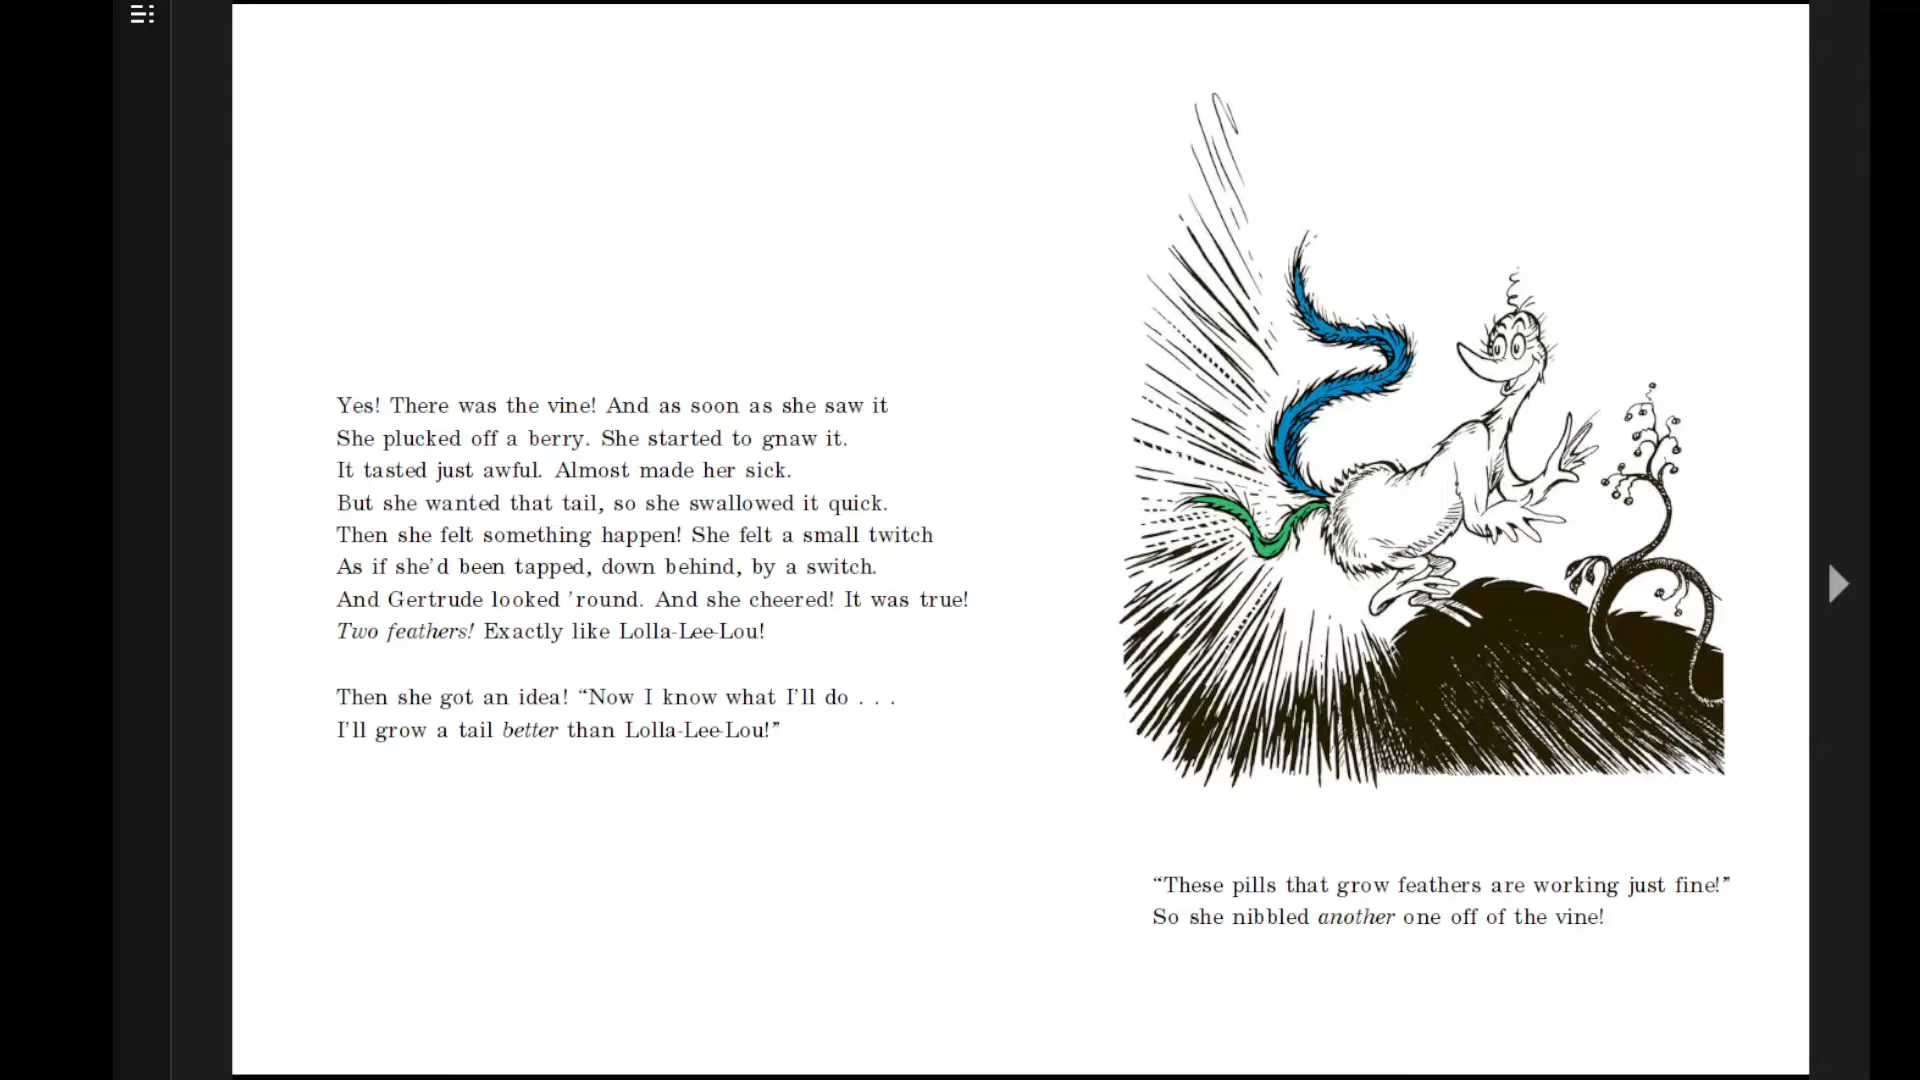 Yes! There was the vine! And as soon as she saw it
She plucked off a berry. She started to gnaw it.
It tasted just awful. Almost made her sick.
But she wanted that tail, so she swallowed it quick.
Then she felt something happen! She felt a small twitch
As if she’d been tapped, down behind, by a switch.
And Gertrude looked ’round. And she cheered! It was true!
Two feathers! Exactly like Lolla-Lee-Lou!
Then she got an idea! “Now I know what I’ll do . . .
I’ll grow a tail better than Lolla-Lee-Lou!”
“These pills that grow feathers are working just fine!”
So she nibbled another one off of the vine!